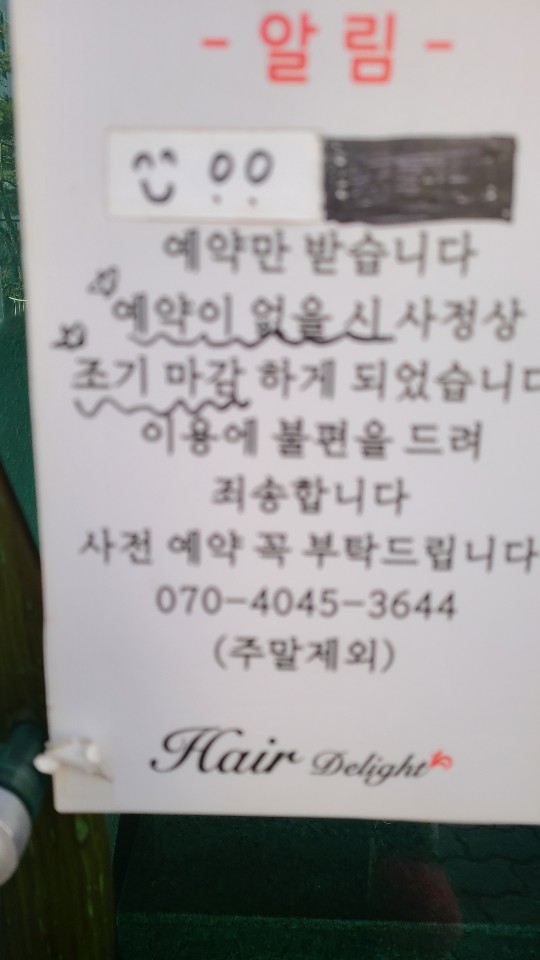 - 알 림 -
예약만 받습니다
예약이 없을 시 사정상
조기 마감 하게 되었습니다
이용에 불편을 드려
죄송합니다
사전 예약 꼭 부탁드립니다
070-4045-3644
(주말제외)
Hair Delight